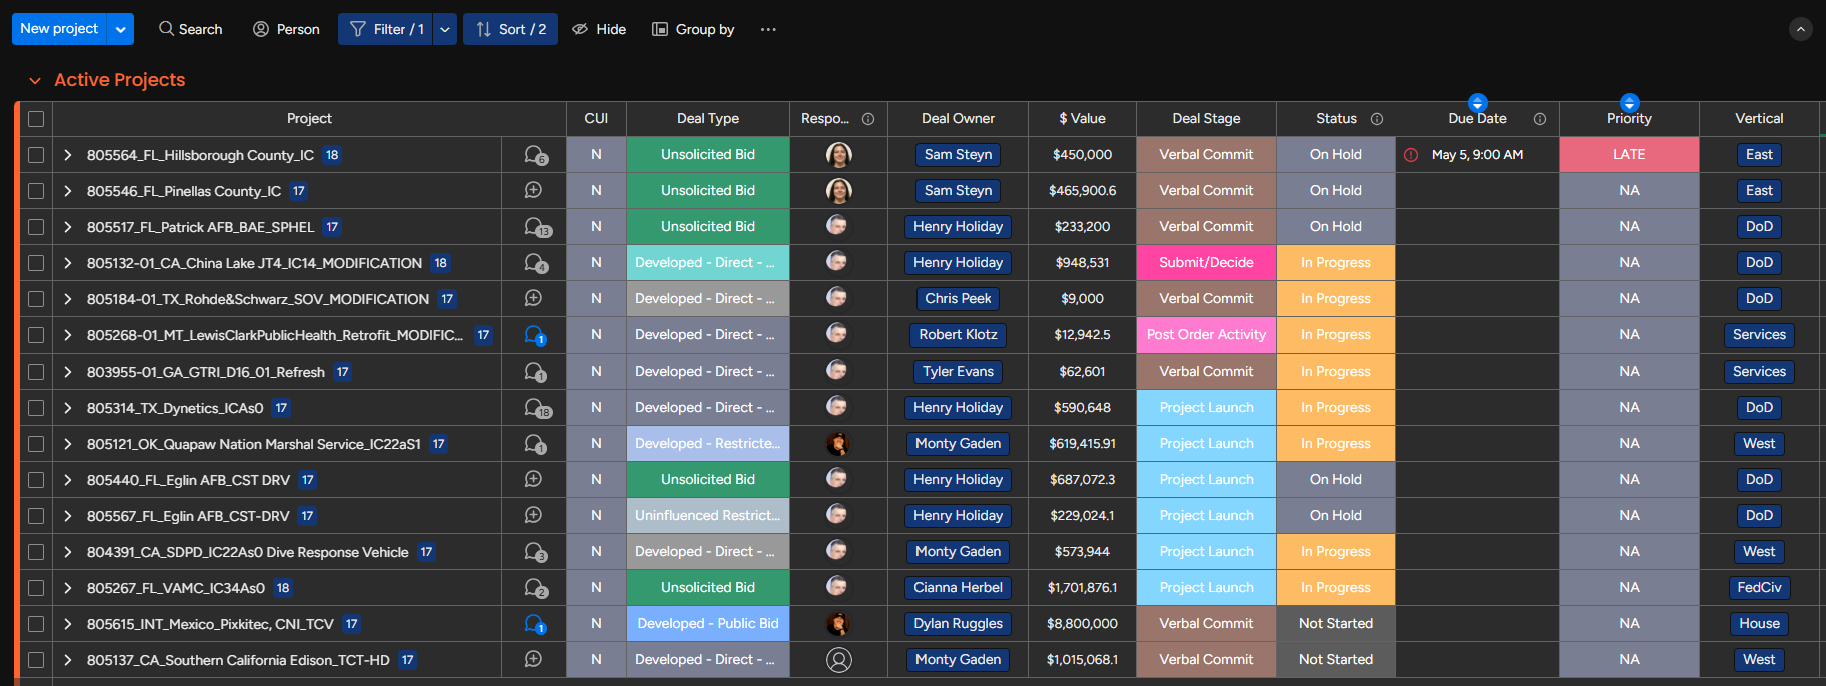 New project Search Person Filter / 1 Sort / 2 Hide Group by
Active Projects
Project CUI Deal Type Respo... Deal Owner $ Value Deal Stage Status Due Date Priority Vertical
805564_FL_Hillsborough County_IC 18 6 N Unsolicited Bid Sam Steyn $450,000 Verbal Commit On Hold May 5, 9:00 AM LATE East
805546_FL_Pinellas County_IC 17 N Unsolicited Bid Sam Steyn $465,900.6 Verbal Commit On Hold NA East
805517_FL_Patrick AFB_BAE_SPHEL 17 13 N Unsolicited Bid Henry Holiday $233,200 Verbal Commit On Hold NA DoD
805132-01_CA_China Lake JT4_IC14_MODIFICATION 18 4 N Developed - Direct - ... Henry Holiday $948,531 Submit/Decide In Progress NA DoD
805184-01_TX_Rohde&Schwarz_SOV_MODIFICATION 17 N Developed - Direct - ... Chris Peek $9,000 Verbal Commit In Progress NA DoD
805268-01_MT_LewisClarkPublicHealth_Retrofit_MODIFIC... 17 1 N Developed - Direct - ... Robert Klotz $12,942.5 Post Order Activity In Progress NA Services
803955-01_GA_GTRI_D16_01_Refresh 17 1 N Developed - Direct - ... Tyler Evans $62,601 Verbal Commit In Progress NA Services
805314_TX_Dynetics_ICAs0 17 18 N Developed - Direct - ... Henry Holiday $590,648 Project Launch In Progress NA DoD
805121_OK_Quapaw Nation Marshal Service_IC22aS1 17 1 N Developed - Restricte... Monty Gaden $619,415.91 Project Launch In Progress NA West
805440_FL_Eglin AFB_CST DRV 17 N Unsolicited Bid Henry Holiday $687,072.3 Project Launch On Hold NA DoD
805567_FL_Eglin AFB_CST-DRV 17 N Uninfluenced Restrict... Henry Holiday $229,024.1 Project Launch On Hold NA DoD
804391_CA_SDPD_IC22As0 Dive Response Vehicle 17 3 N Developed - Direct - ... Monty Gaden $573,944 Project Launch In Progress NA West
805267_FL_VAMC_IC34As0 18 2 N Unsolicited Bid Cianna Herbel $1,701,876.1 Project Launch In Progress NA FedCiv
805615_INT_Mexico_Pixkitec, CNI_TCV 17 1 N Developed - Public Bid Dylan Ruggles $8,800,000 Verbal Commit Not Started NA House
805137_CA_Southern California Edison_TCT-HD 17 N Developed - Direct - ... Monty Gaden $1,015,068.1 Verbal Commit Not Started NA West